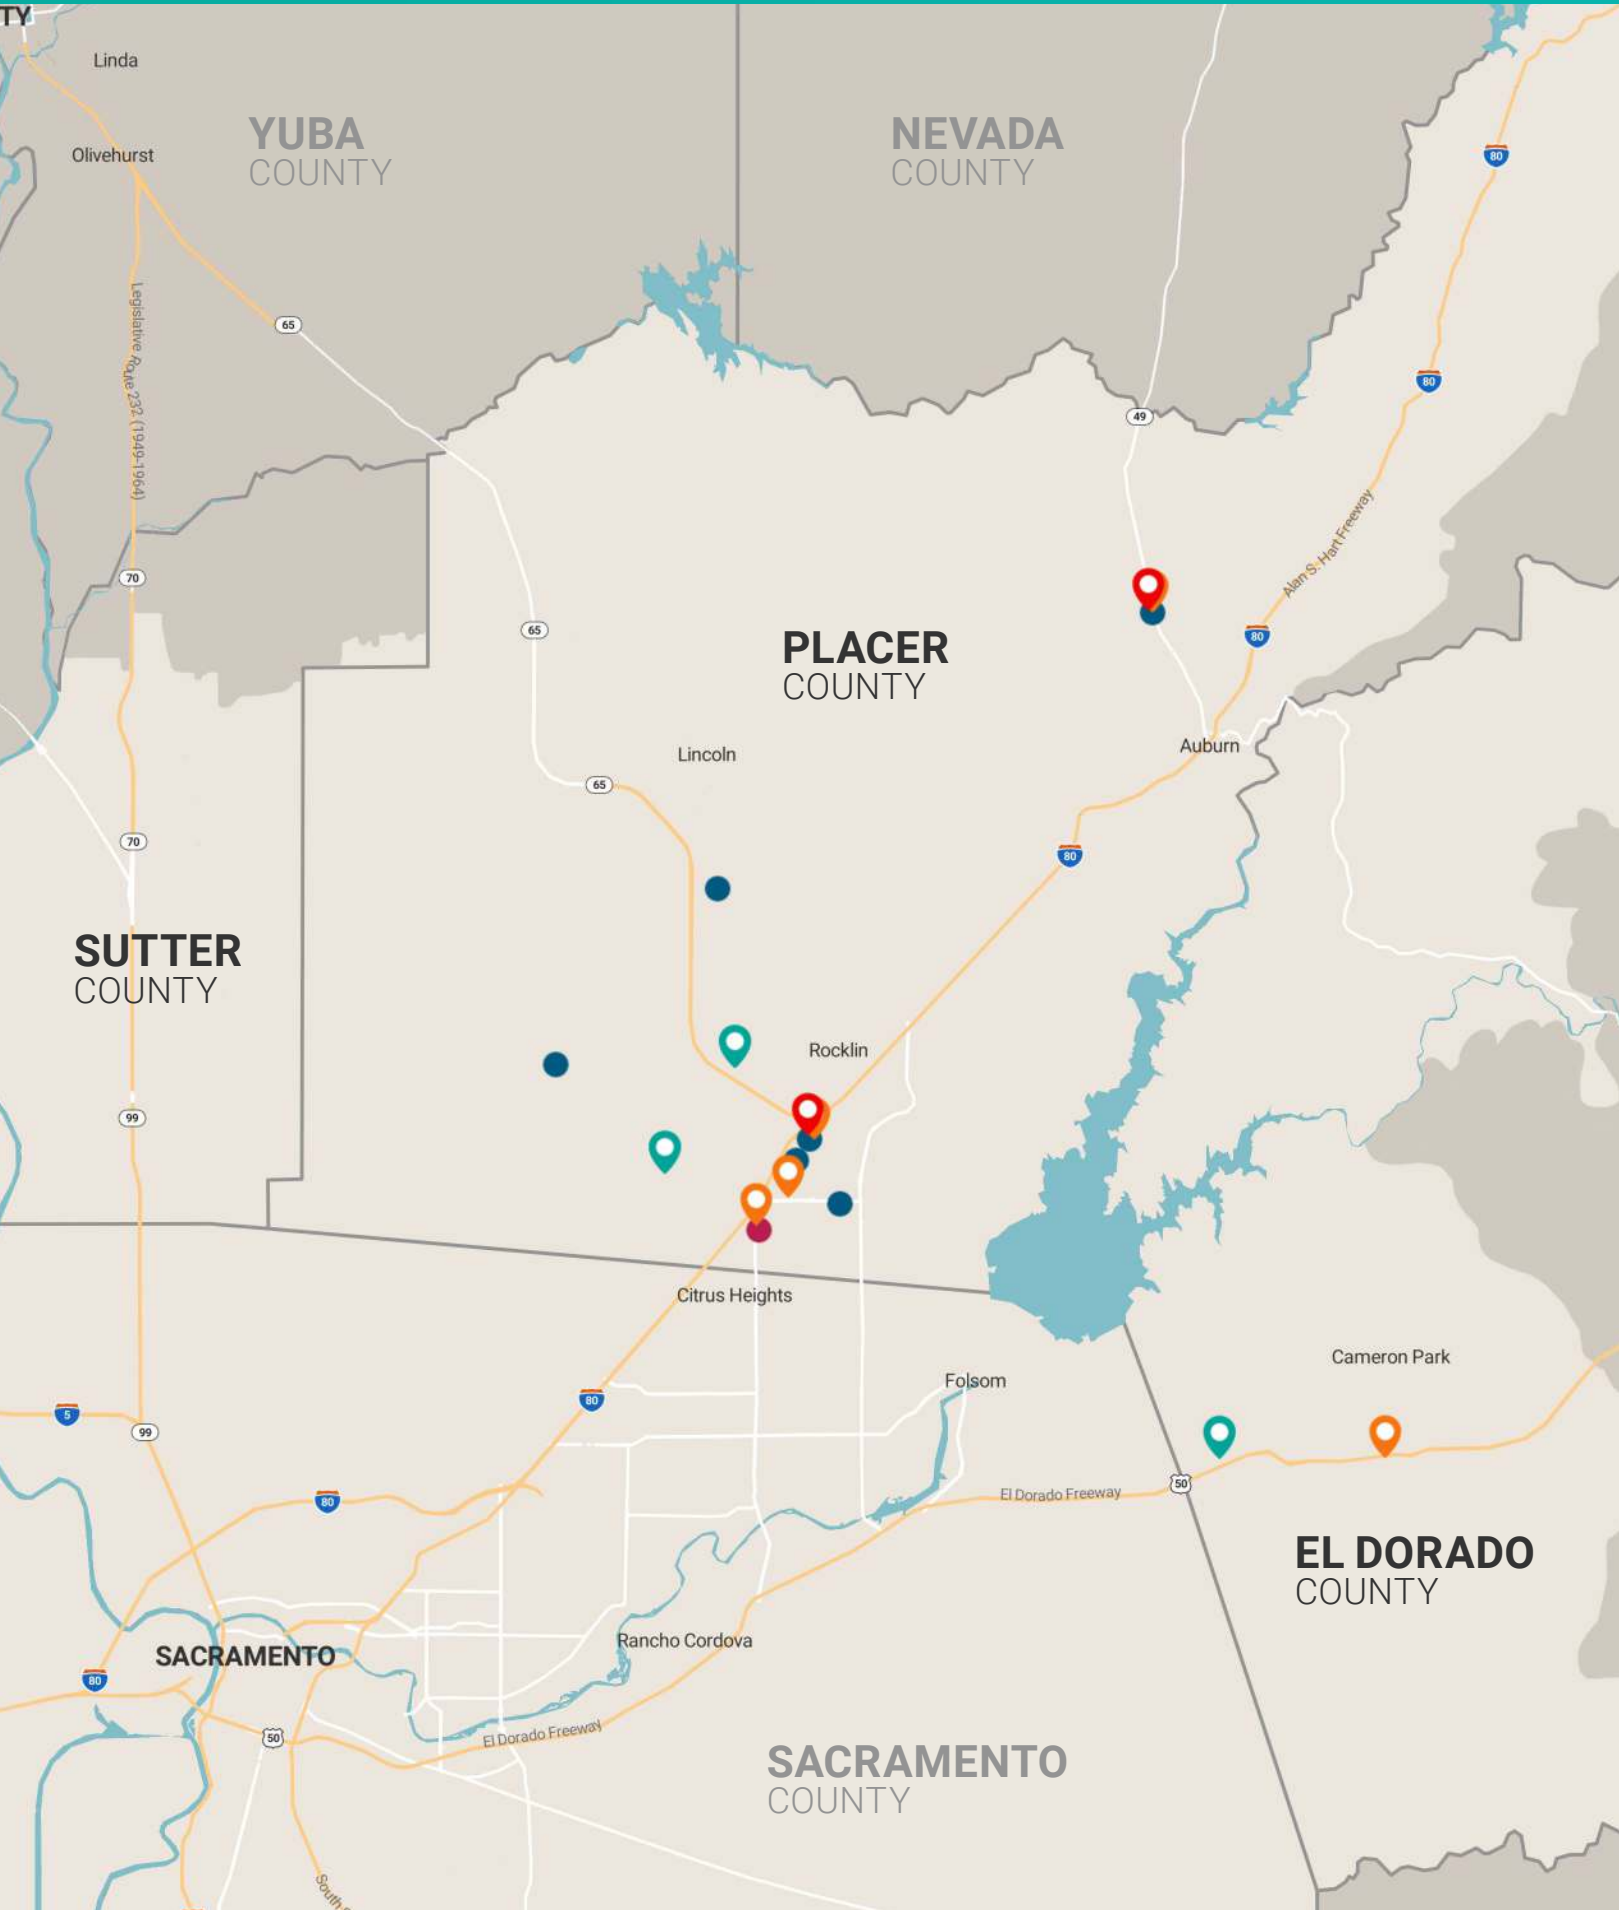 TY
Linda
YUBA
COUNTY
NEVADA
COUNTY
Olivehurst
80
Legislative Route 232 (1949-1964)
65
80
49
Alan S. Hart Freeway
70
65
80
PLACER
COUNTY
Auburn
Lincoln
65
70
80
SUTTER
COUNTY
Rocklin
99
Citrus Heights
Cameron Park
Folsom
80
5
99
50
El Dorado Freeway
80
EL DORADO
COUNTY
Rancho Cordova
SACRAMENTO
80
50
El Dorado Freeway
SACRAMENTO
COUNTY
South